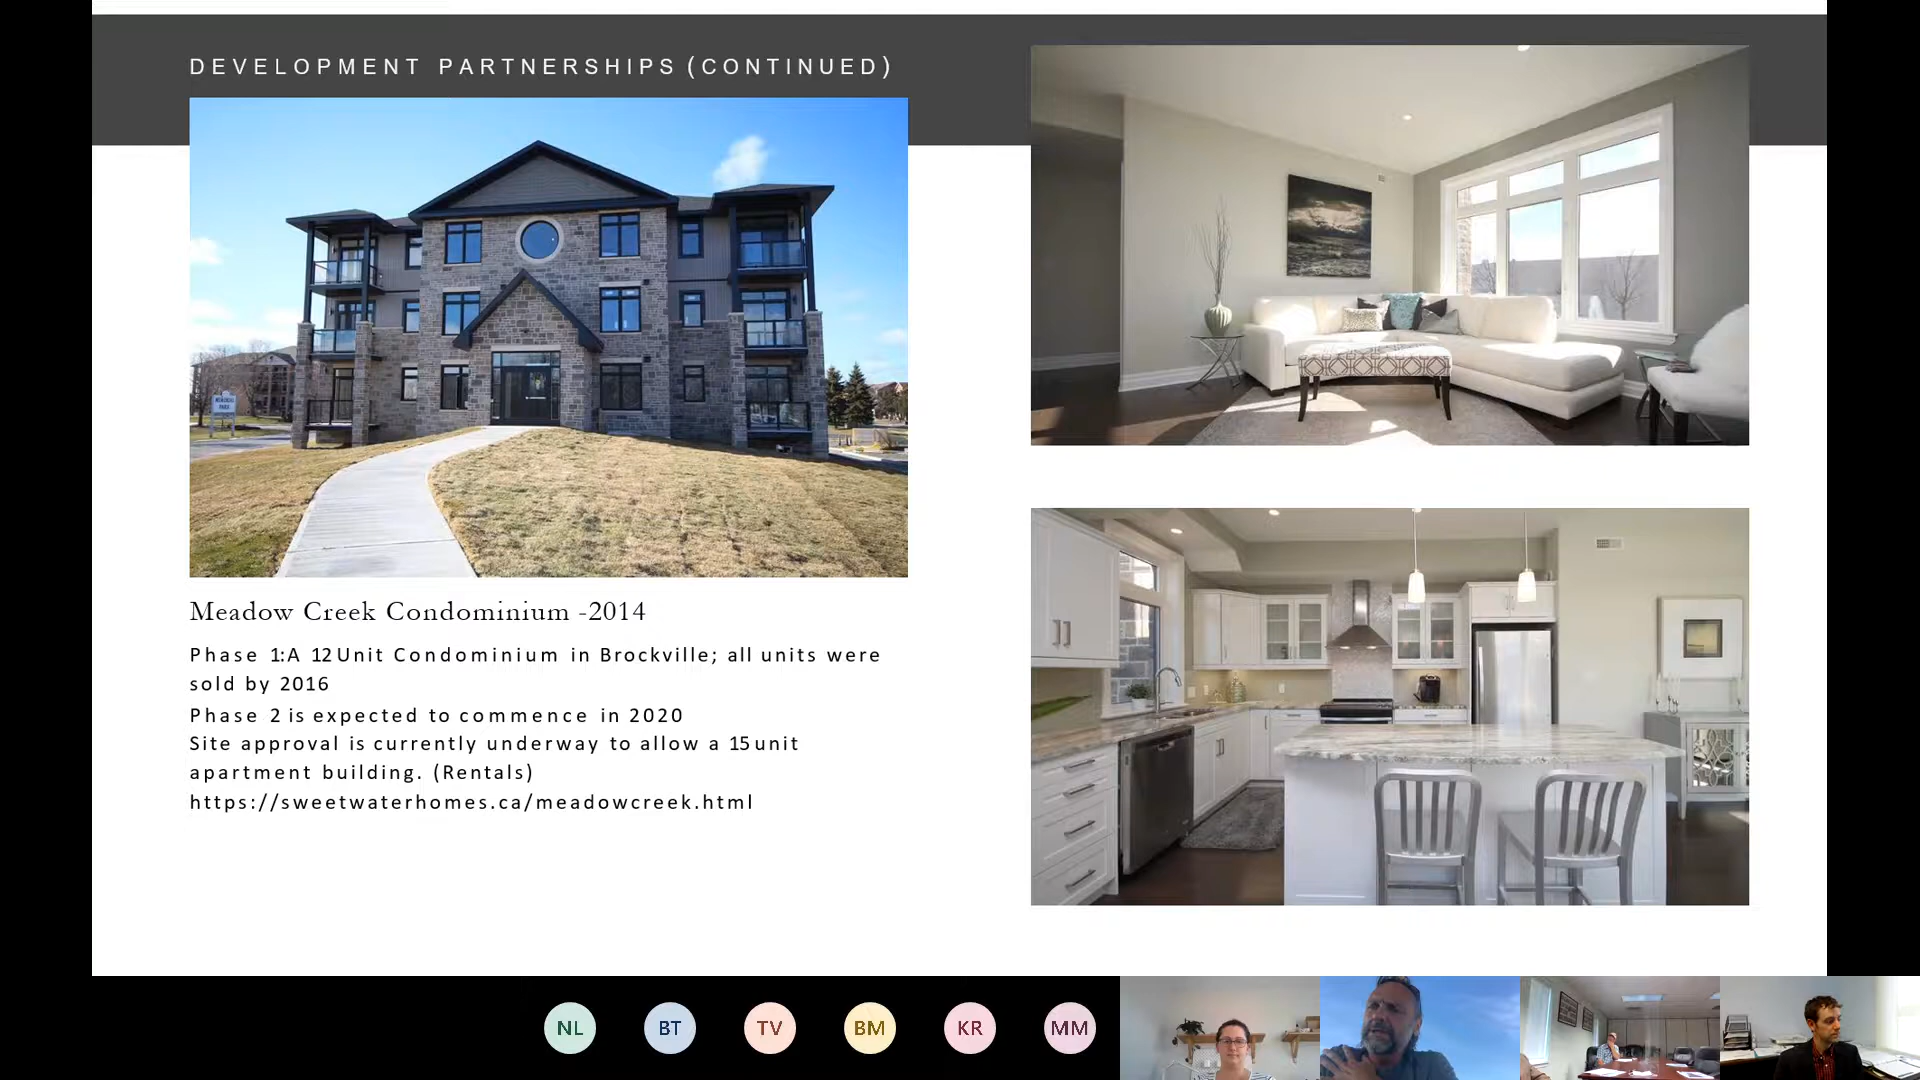 DEVELOPMENT PARTNERSHIPS (CONTINUED)
MEMORIAL
PARK
Meadow Creek Condominium -2014
Phase 1:A 12 Unit Condominium in Brockville; all units were
sold by 2016
Phase 2 is expected to commence in 2020
Site approval is currently underway to allow a 15 unit
apartment building. (Rentals)
https://sweetwaterhomes.ca/meadowcreek.html
NL BT TV BM KR MM